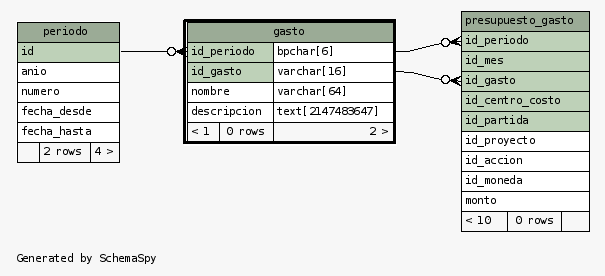 periodo
id
anio
numero
fecha_desde
fecha_hasta
2 rows 4 >
gasto
id_periodo bpchar[6]
id_gasto varchar[16]
nombre varchar[64]
descripcion text[2147483647]
< 1 0 rows 2 >
presupuesto_gasto
id_periodo
id_mes
id_gasto
id_centro_costo
id_partida
id_proyecto
id_accion
id_moneda
monto
< 10 0 rows
Generated by SchemaSpy